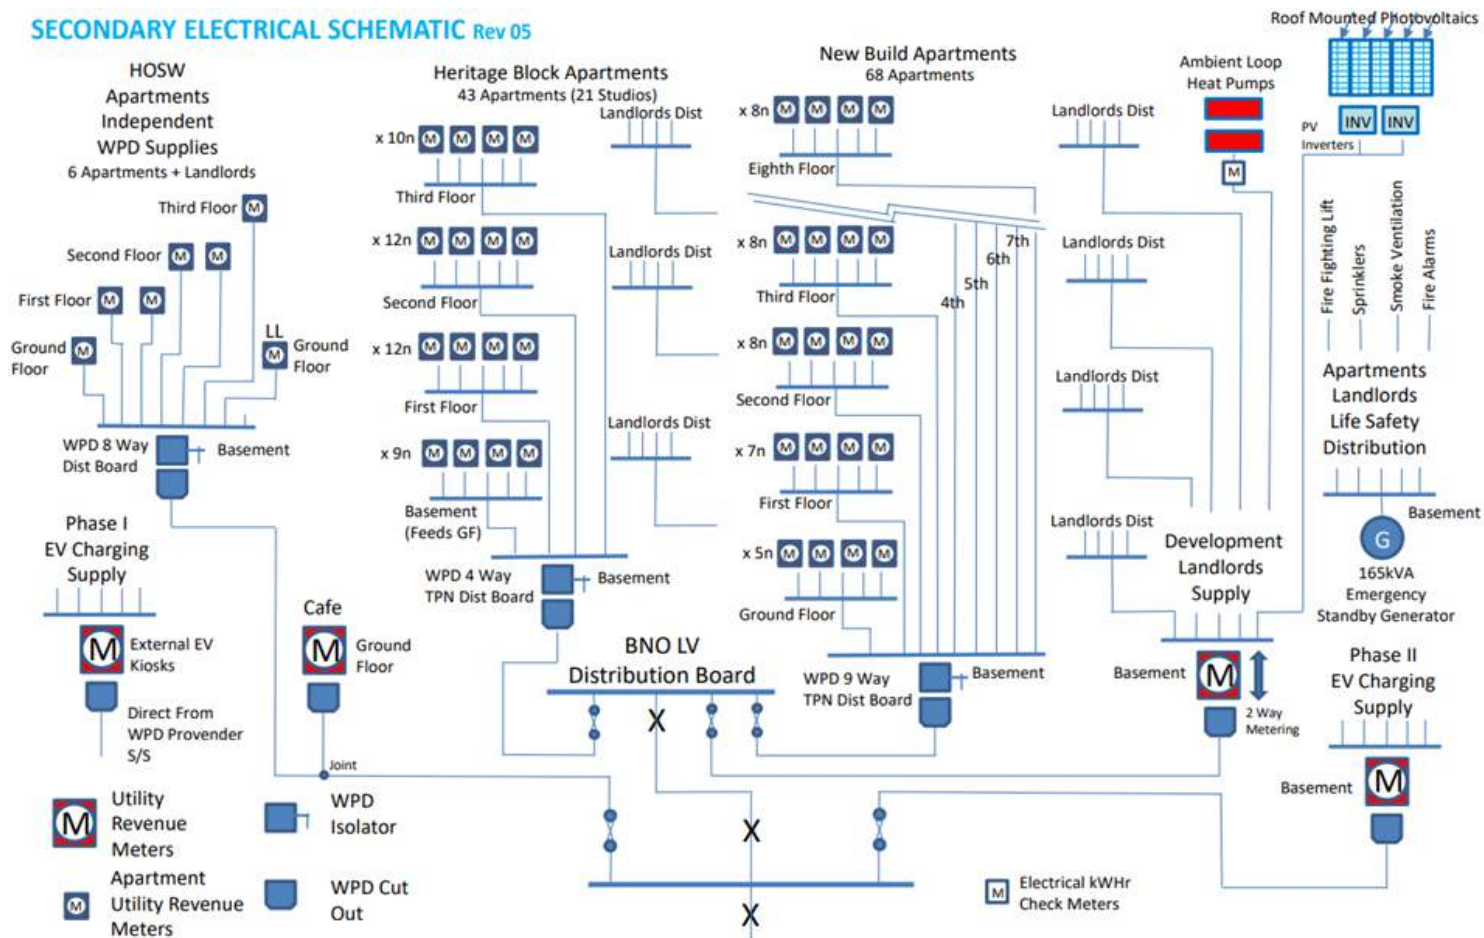 SECONDARY ELECTRICAL SCHEMATIC Rev 05
HOSW
Apartments
Independent
WPD Supplies
6 Apartments + Landlords
Third Floor
M
Second Floor
M
M
First Floor
M
M
Ground
Floor
M
LL
M
Ground
Floor
WPD 8 Way
Dist Board
Basement
Heritage Block Apartments
43 Apartments (21 Studios)
x 10n
M M M M
Third Floor
x 12n
M M M M
Second Floor
x 12n
M M M M
First Floor
x 9n
M M M M
Basement
(Feeds GF)
WPD 4 Way
TPN Dist Board
Basement
Landlords Dist
Landlords Dist
Landlords Dist
New Build Apartments
68 Apartments
x 8n
M M M M
Eighth Floor
x 8n
M M M M
Third Floor
7th
6th
5th
4th
x 8n
M M M M
Second Floor
x 7n
M M M M
First Floor
x 5n
M M M M
Ground Floor
WPD 9 Way
TPN Dist Board
Basement
Landlords Dist
Landlords Dist
Landlords Dist
Landlords Dist
Ambient Loop
Heat Pumps
M
Roof Mounted Photovoltaics
INV INV
PV
Inverters
Fire Fighting Lift
Sprinklers
Smoke Ventilation
Fire Alarms
Apartments
Landlords
Life Safety
Distribution
Basement
G
165kVA
Emergency
Standby Generator
Development
Landlords
Supply
Basement
M
2 Way
Metering
Phase II
EV Charging
Supply
Basement
M
Phase I
EV Charging
Supply
M
External EV
Kiosks
Direct From
WPD Provender
S/S
Cafe
M
Ground
Floor
Joint
BNO LV
Distribution Board
X
X
X
M
Utility
Revenue
Meters
WPD
Isolator
M
Apartment
Utility Revenue
Meters
WPD Cut
Out
M
Electrical kWHr
Check Meters